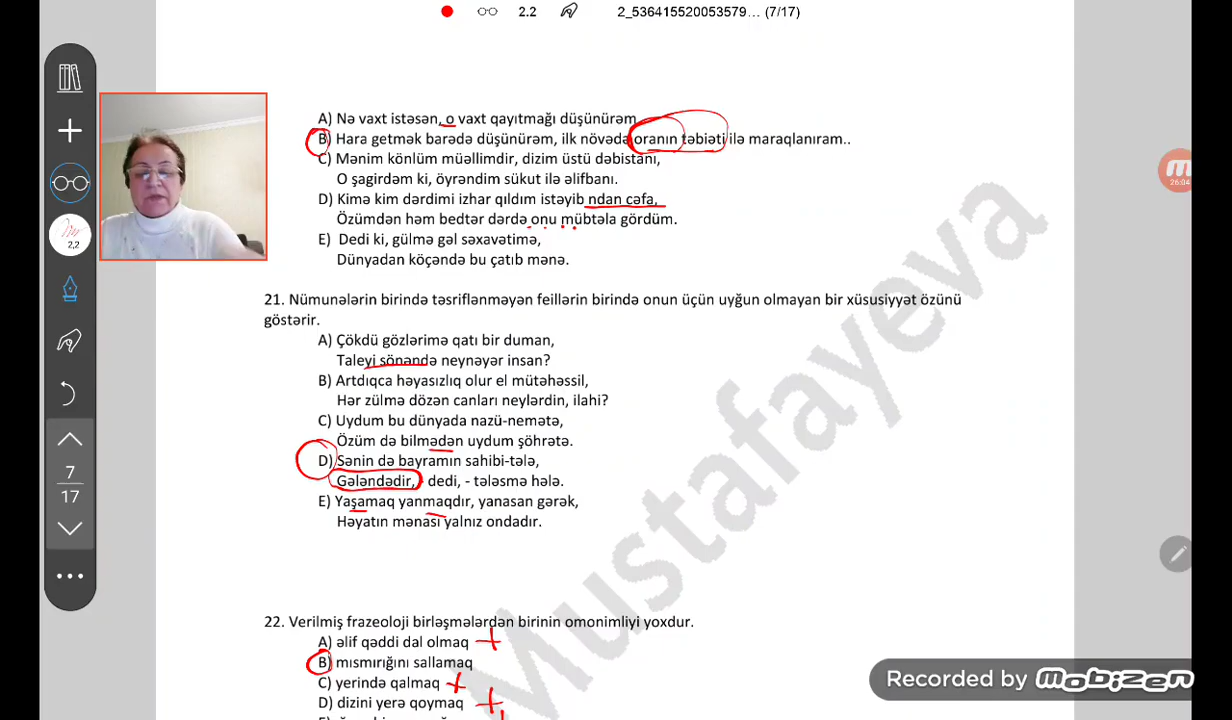 2.2 2_536415520053579... (7/17)
A) Nə vaxt istəsən, o vaxt qayıtmağı düşünürəm
B) Hara getmək barədə düşünürəm, ilk növədə oranın təbiəti ilə maraqlanıram..
C) Mənim könlüm müəllimdir, dizim üstü dəbistanı,
O şagirdəm ki, öyrəndim sükut ilə əlifbanı.
D) Kimə kim dərdimi izhar qıldım istəyib ndan cəfa,
Özümdən həm bedtər dərdə onu mübtəla gördüm.
E) Dedi ki, gülmə gəl səxavətimə,
Dünyadan köçəndə bu çatıb mənə.
21. Nümunələrin birində təsriflənməyən feillərin birində onun üçün uyğun olmayan bir xüsusiyyət özünü
göstərir.
A) Çökdü gözlərimə qatı bir duman,
Taleyi sönəndə neynəyər insan?
B) Artdıqca həyasızlıq olur el mütəhəssil,
Hər zülmə dözən canları neylərdin, ilahi?
C) Uydum bu dünyada nazü-nemətə,
Özüm də bilmədən uydum şöhrətə.
D) Sənin də bayramın sahibi-tələ,
Gələndədir, dedi, - tələsmə hələ.
E) Yaşamaq yanmaqdır, yanasan gərək,
Həyatın mənası yalnız ondadır.
22. Verilmiş frazeoloji birləşmələrdən birinin omonimliyi yoxdur.
A) əlif qəddi dal olmaq
B) mısmırığını sallamaq
C) yerində qalmaq
D) dizini yerə qoymaq
2,2
7
17
26:04
Mustafayeva
Recorded by Mobizen